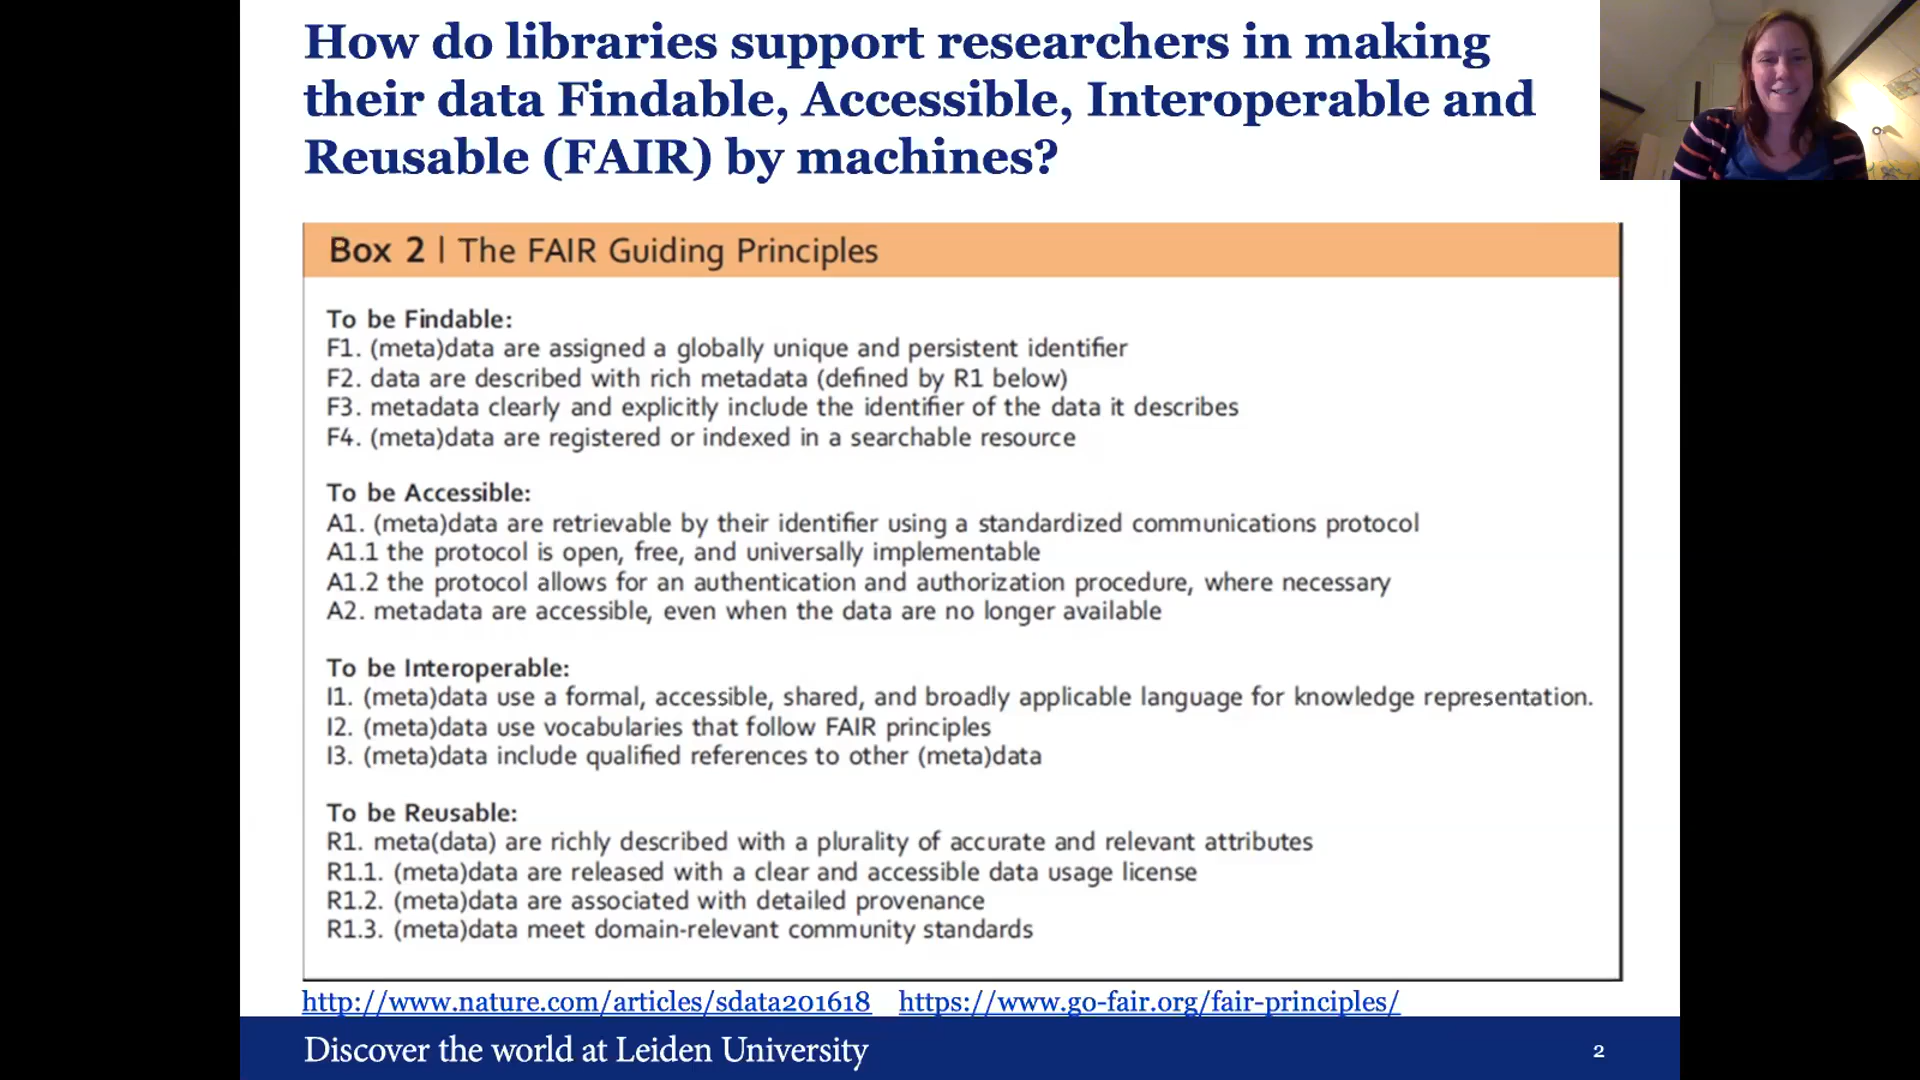 How do libraries support researchers in making
their data Findable, Accessible, Interoperable and
Reusable (FAIR) by machines?
Box 2 | The FAIR Guiding Principles
To be Findable:
F1. (meta)data are assigned a globally unique and persistent identifier
F2. data are described with rich metadata (defined by R1 below)
F3. metadata clearly and explicitly include the identifier of the data it describes
F4. (meta)data are registered or indexed in a searchable resource
To be Accessible:
A1. (meta)data are retrievable by their identifier using a standardized communications protocol
A1.1 the protocol is open, free, and universally implementable
A1.2 the protocol allows for an authentication and authorization procedure, where necessary
A2. metadata are accessible, even when the data are no longer available
To be Interoperable:
I1. (meta)data use a formal, accessible, shared, and broadly applicable language for knowledge representation.
I2. (meta)data use vocabularies that follow FAIR principles
I3. (meta)data include qualified references to other (meta)data
To be Reusable:
R1. meta(data) are richly described with a plurality of accurate and relevant attributes
R1.1. (meta)data are released with a clear and accessible data usage license
R1.2. (meta)data are associated with detailed provenance
R1.3. (meta)data meet domain-relevant community standards
http://www.nature.com/articles/sdata201618 https://www.go-fair.org/fair-principles/
Discover the world at Leiden University 2